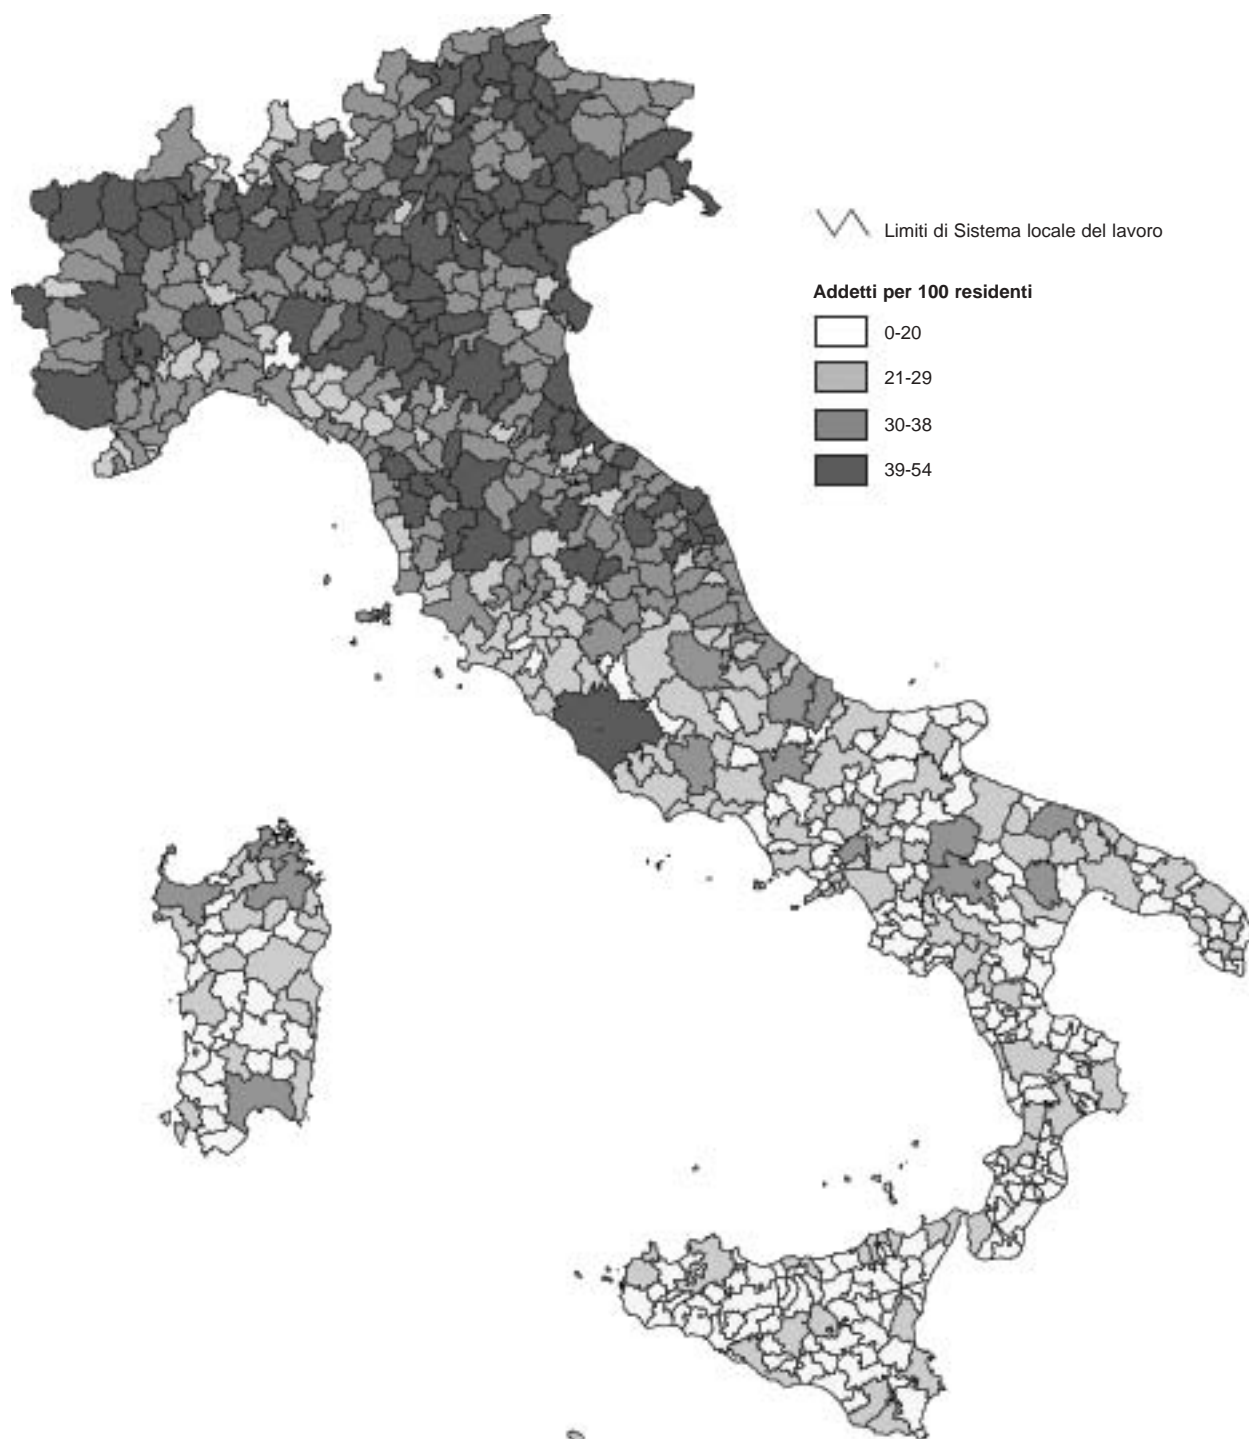 Limiti di Sistema locale del lavoro
Addetti per 100 residenti
0-20
21-29
30-38
39-54